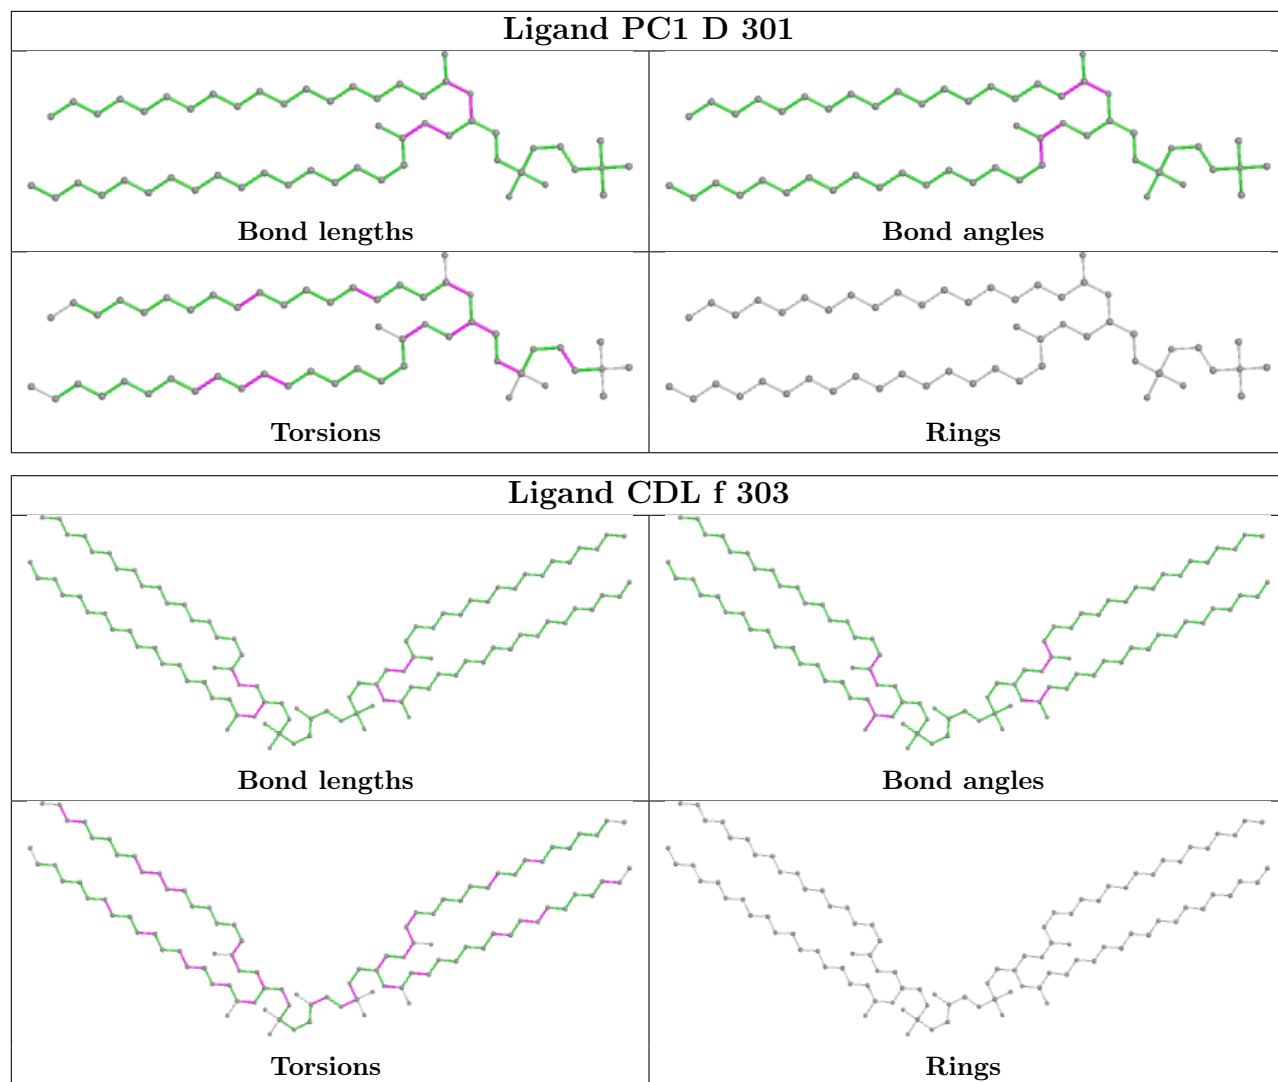 Ligand PC1 D 301
Bond lengths
Bond angles
Torsions
Rings
Ligand CDL f 303
Bond lengths
Bond angles
Torsions
Rings